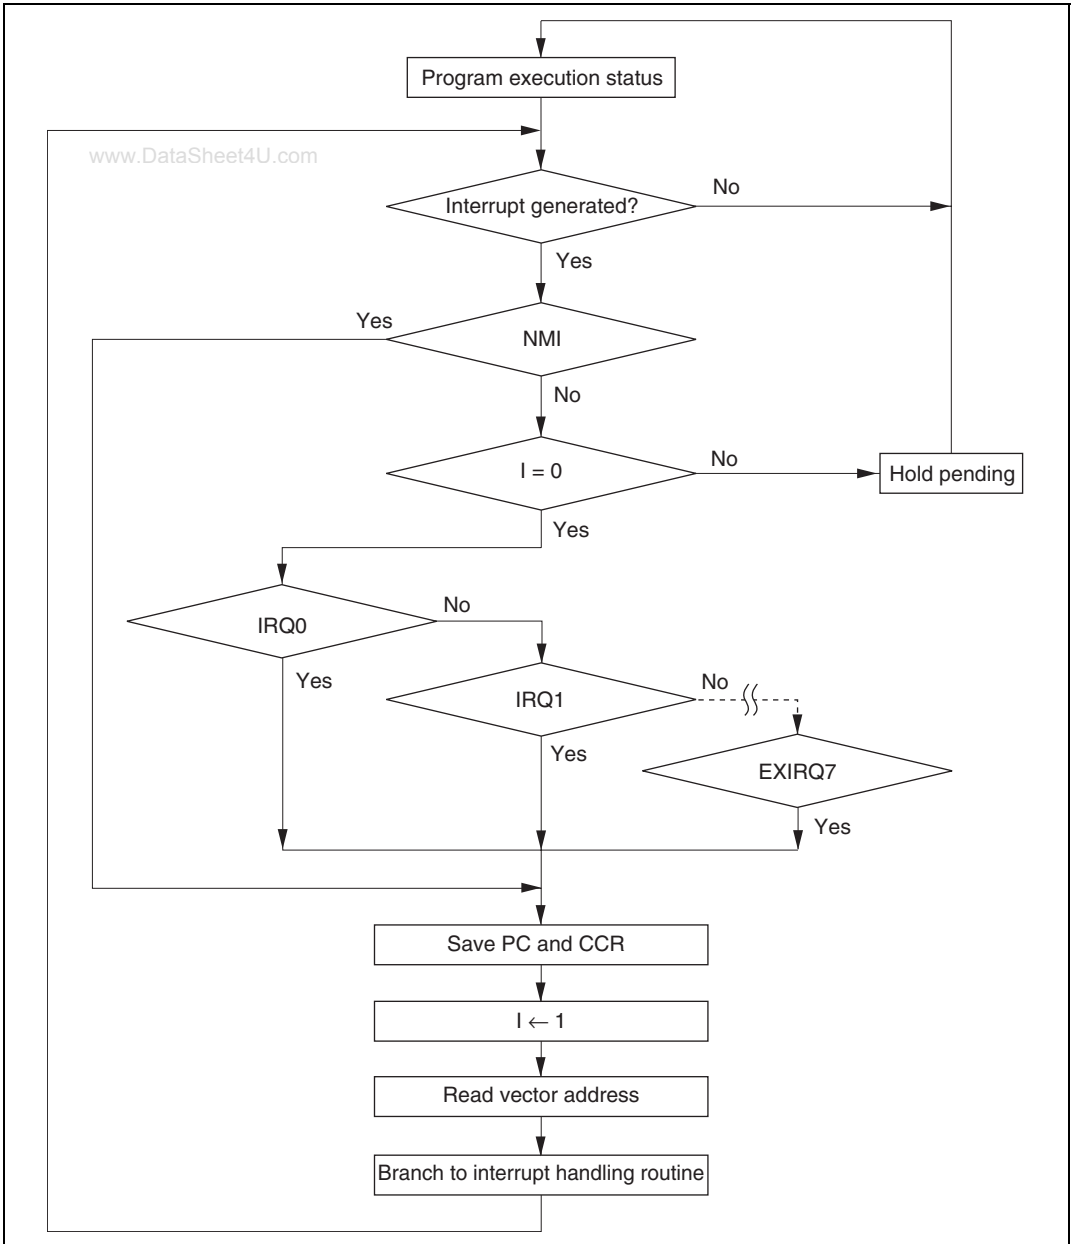 Program execution status
www.DataSheet4U.com
No
Interrupt generated?
Yes
Yes
NMI
No
No
I = 0
Hold pending
Yes
No
IRQ0
Yes
No
IRQ1
Yes
EXIRQ7
Yes
Save PC and CCR
I ← 1
Read vector address
Branch to interrupt handling routine